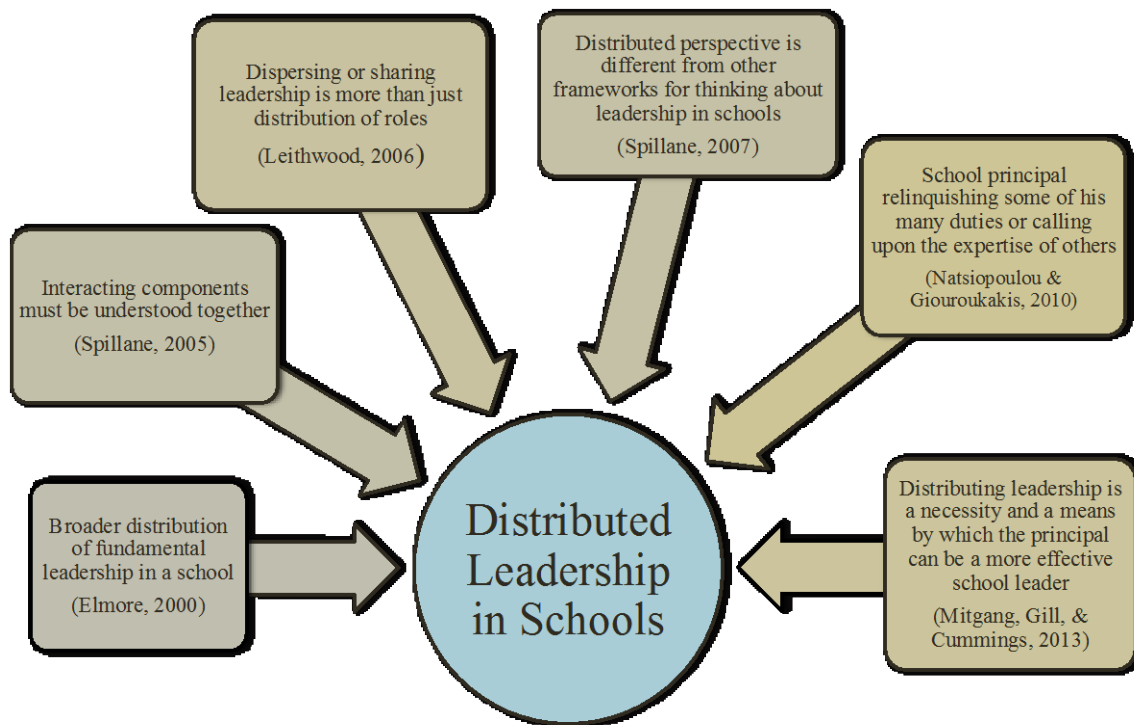 Dispersing or sharing
leadership is more than just
distribution of roles
(Leithwood, 2006)
Distributed perspective is
different from other
frameworks for thinking about
leadership in schools
(Spillane, 2007)
School principal
relinquishing some of his
many duties or calling
upon the expertise of others
(Natsiopoulou &
Giouroukakis, 2010)
Interacting components
must be understood together
(Spillane, 2005)
Broader distribution
of fundamental
leadership in a school
(Elmore, 2000)
Distributed
Leadership
in Schools
Distributing leadership is
a necessity and a means
by which the principal
can be a more effective
school leader
(Mitgang, Gill, &
Cummings, 2013)